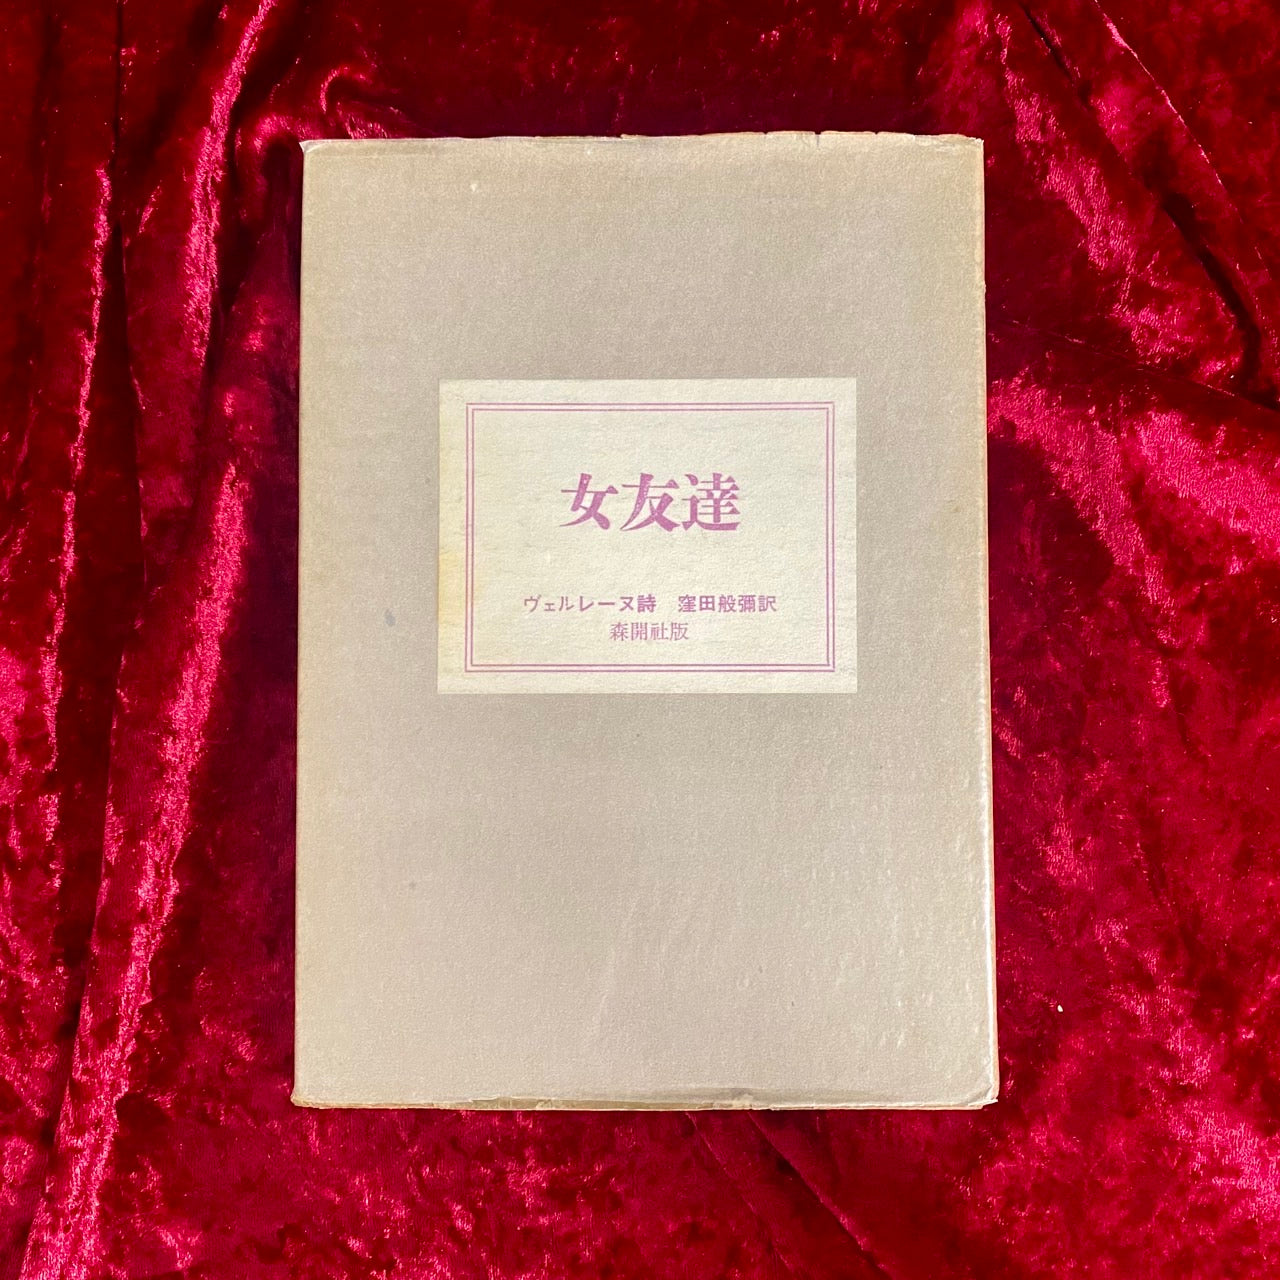 女友達
ヴェルレーヌ詩　窪田般彌訳
森開社版